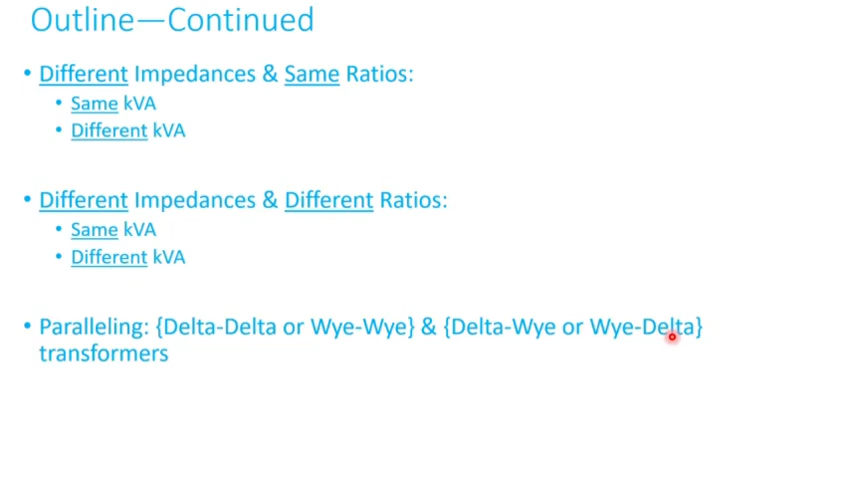 Outline—Continued
• Different Impedances & Same Ratios:
• Same kVA
• Different kVA
• Different Impedances & Different Ratios:
• Same kVA
• Different kVA
• Paralleling: {Delta-Delta or Wye-Wye} & {Delta-Wye or Wye-Delta}
transformers